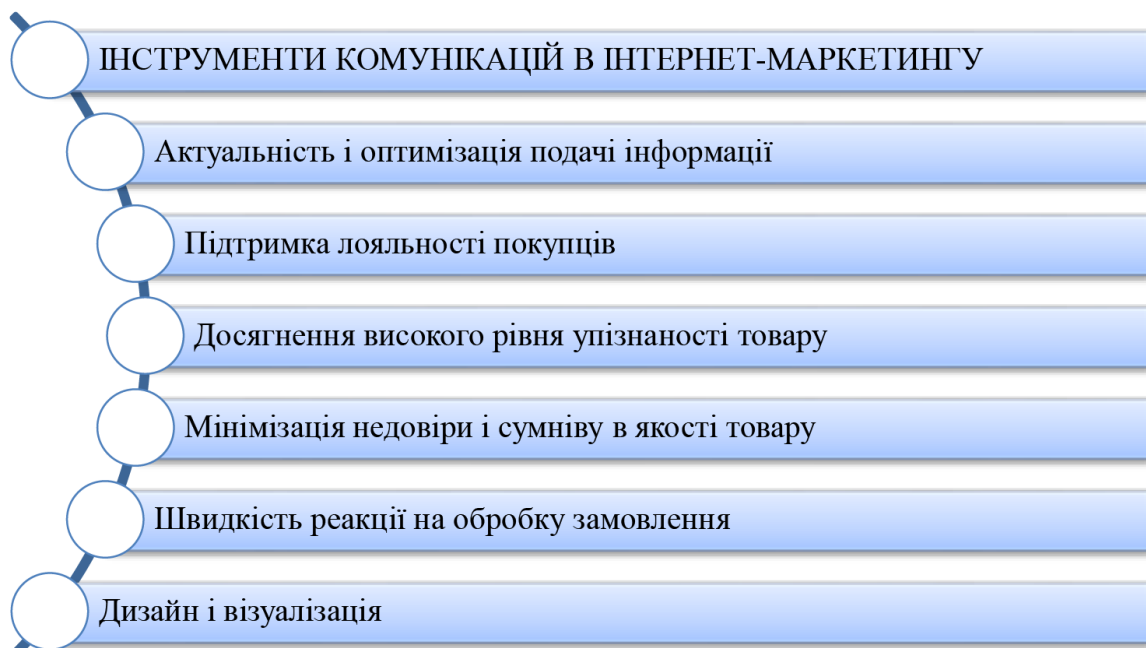 ІНСТРУМЕНТИ КОМУНІКАЦІЙ В ІНТЕРНЕТ-МАРКЕТИНГУ
Актуальність і оптимізація подачі інформації
Підтримка лояльності покупців
Досягнення високого рівня упізнаності товару
Мінімізація недовіри і сумніву в якості товару
Швидкість реакції на обробку замовлення
Дизайн і візуалізація